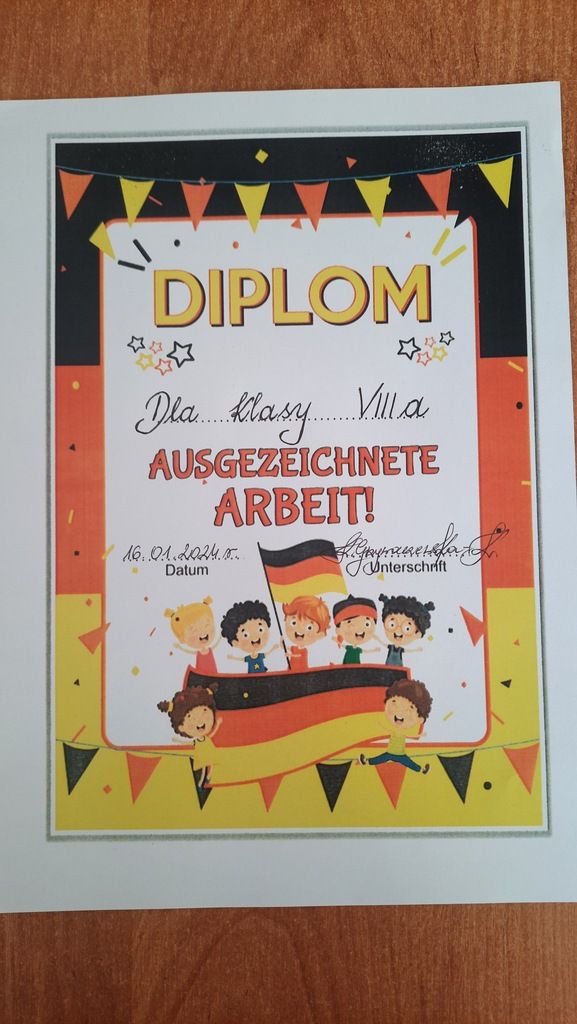 DIPLOM
Dla klasy VIII a
AUSGEZEICHNETE
ARBEIT!
16.01.2024 r.
Datum
Unterschrift